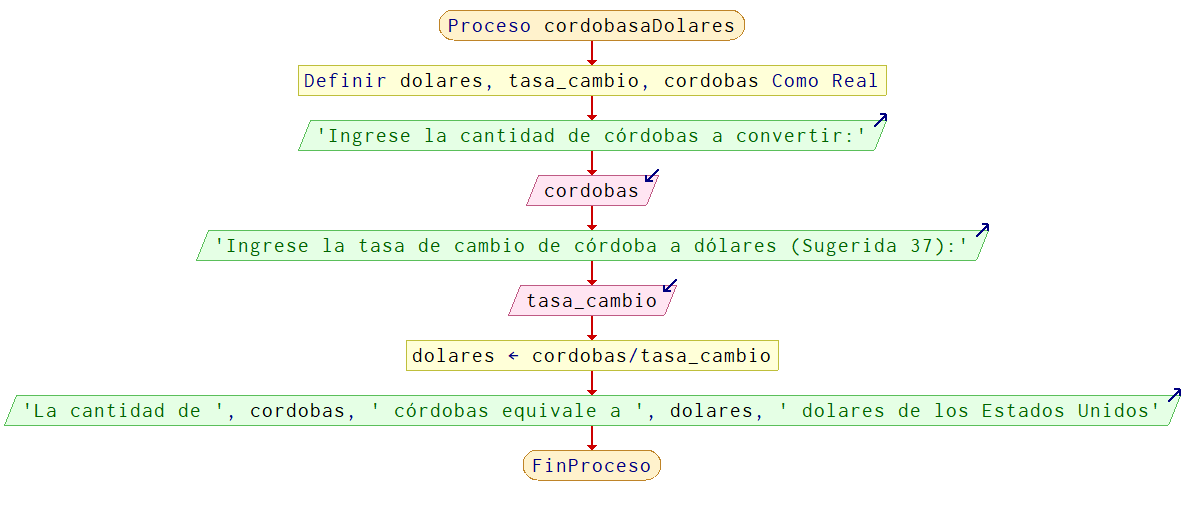 Proceso cordobasaDolares
Definir dolares, tasa_cambio, cordobas Como Real
'Ingrese la cantidad de córdobas a convertir:'
cordobas
'Ingrese la tasa de cambio de córdoba a dólares (Sugerida 37):'
tasa_cambio
dolares ← cordobas/tasa_cambio
'La cantidad de ', cordobas, ' córdobas equivale a ', dolares, ' dolares de los Estados Unidos'
FinProceso